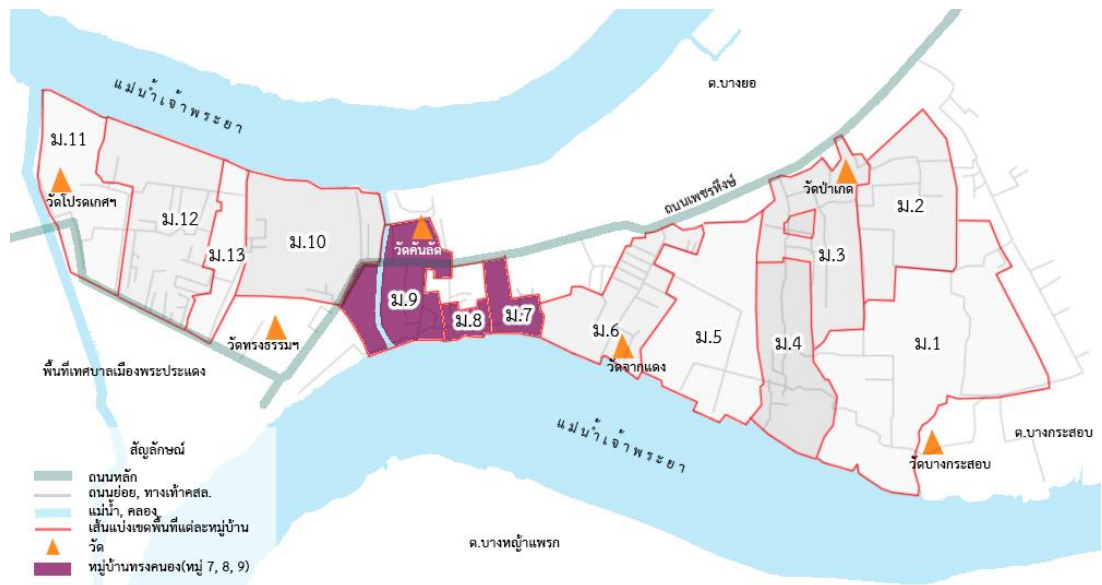 แม่น้ำเจ้าพระยา
ต.บางยอ
ม.11
วัดโปรดเกศฯ
ม.12
ม.13
ม.10
วัดคันลัด
ถนนเพชรหึงษ์
วัดป่าเกด
ม.2
ม.3
ม.9
ม.8
ม.7
ม.6
ม.5
ม.4
ม.1
วัดทรงธรรมฯ
วัดจากแดง
พื้นที่เทศบาลเมืองพระประแดง
แม่น้ำเจ้าพระยา
วัดบางกระสอบ
ต.บางกระสอบ
ต.บางหญ้าแพรก
สัญลักษณ์
ถนนหลัก
ถนนย่อย, ทางเท้าคสล.
แม่น้ำ, คลอง
เส้นแบ่งเขตพื้นที่แต่ละหมู่บ้าน
วัด
หมู่บ้านทรงคนอง(หมู่ 7, 8, 9)